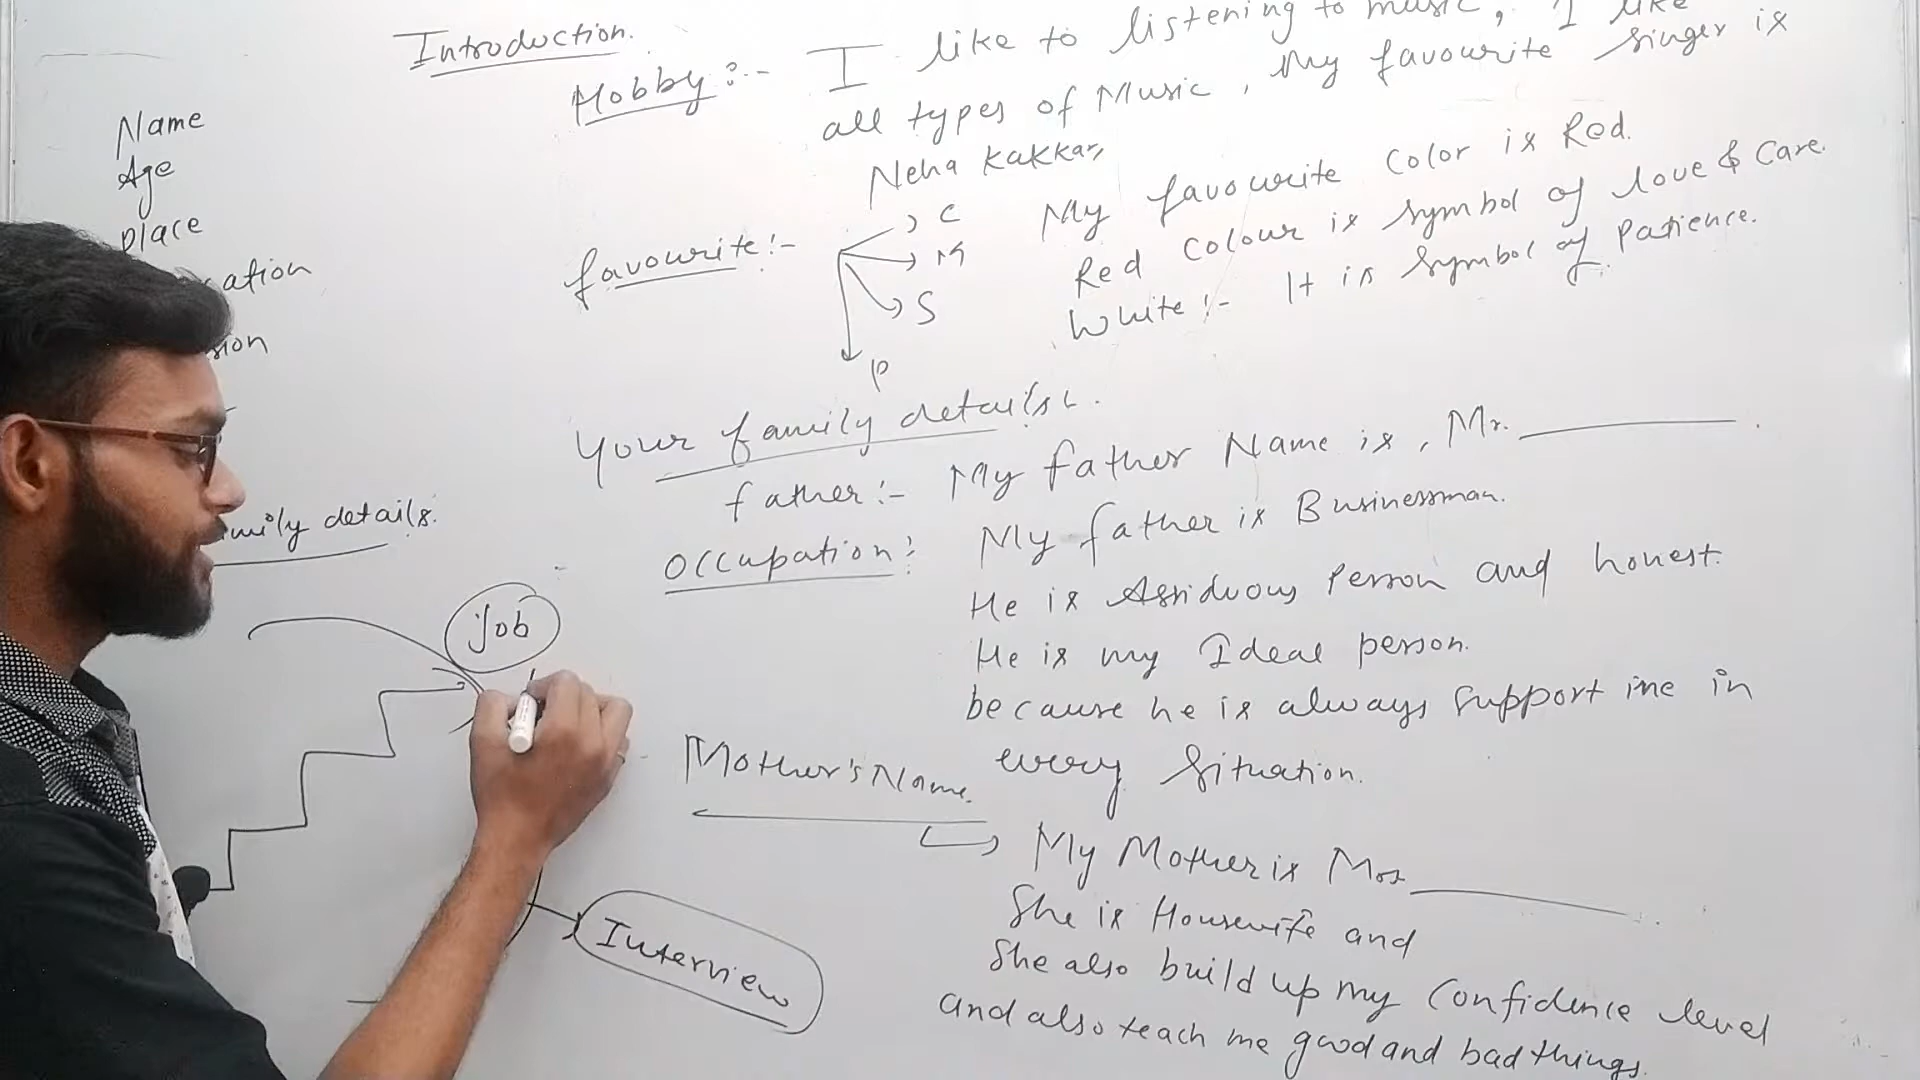 Introduction.
Name
Age
place
cation
sion
mily details.
Job
Interview
Hobby :- I like to listening to music, I like
all types of Music, My favourite singer is
Neha Kakkar,
favourite :- C
M
S
P
My favourite Color is Red.
Red Colour is symbol of love & Care.
White :- It is symbol of Patience.
Your family details.
father :- My father Name is, Mr.
Occupation : My father is Businessman.
He is Assiduous Person and honest.
He is my Ideal person.
because he is always support me in
every situation.
Mother's Name.
My Mother is Mrs
She is Housewife and
She also build up my Confidence level
and also teach me good and bad things.